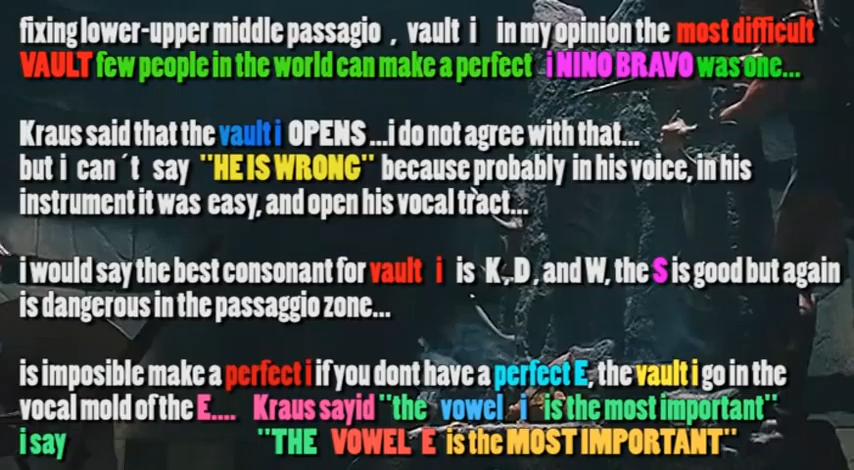 fixing lower-upper middle passagio , vault i in my opinion the most difficult
VAULT few people in the world can make a perfect i NINO BRAVO was one...
Kraus said that the vault i OPENS ...i do not agree with that...
but i can ´t say "HE IS WRONG" because probably in his voice, in his
instrument it was easy, and open his vocal tract...
i would say the best consonant for vault i is K, D, and W, the S is good but again
is dangerous in the passaggio zone...
is imposible make a perfect i if you dont have a perfect E, the vault i go in the
vocal mold of the E.... Kraus sayid "the vowel i is the most important"
i say "THE VOWEL E is the MOST IMPORTANT"